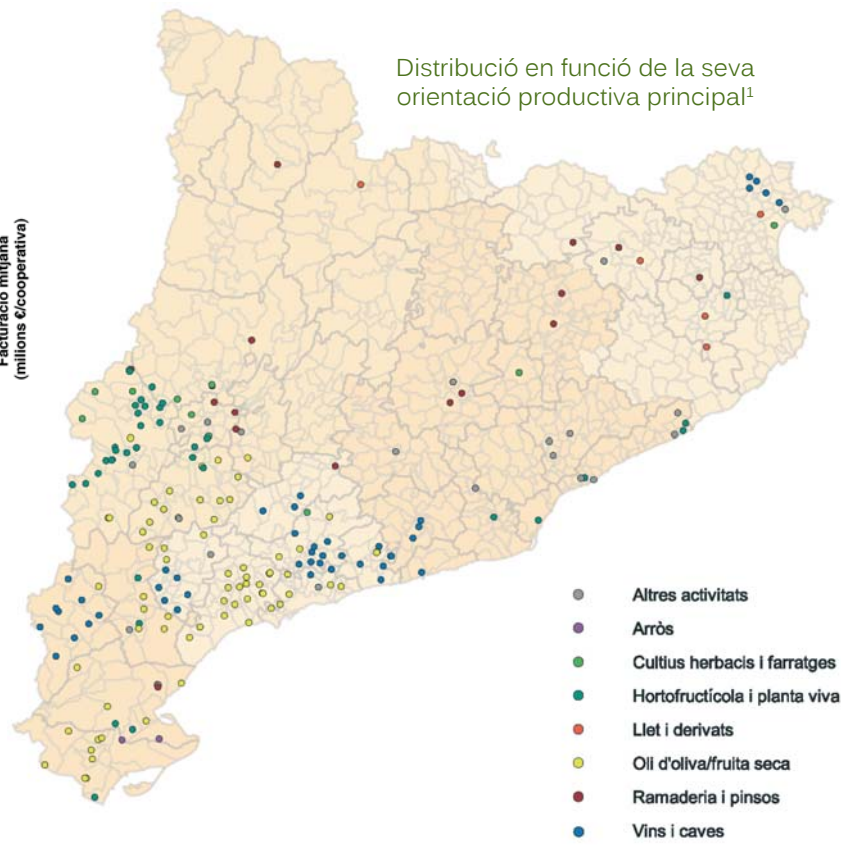 Distribució en funció de la seva
orientació productiva principal¹
Facturació mitjana
(milions €/cooperativa)
Altres activitats
Arròs
Cultius herbacis i farratges
Hortofructícola i planta viva
Llet i derivats
Oli d'oliva/fruita seca
Ramaderia i pinsos
Vins i caves